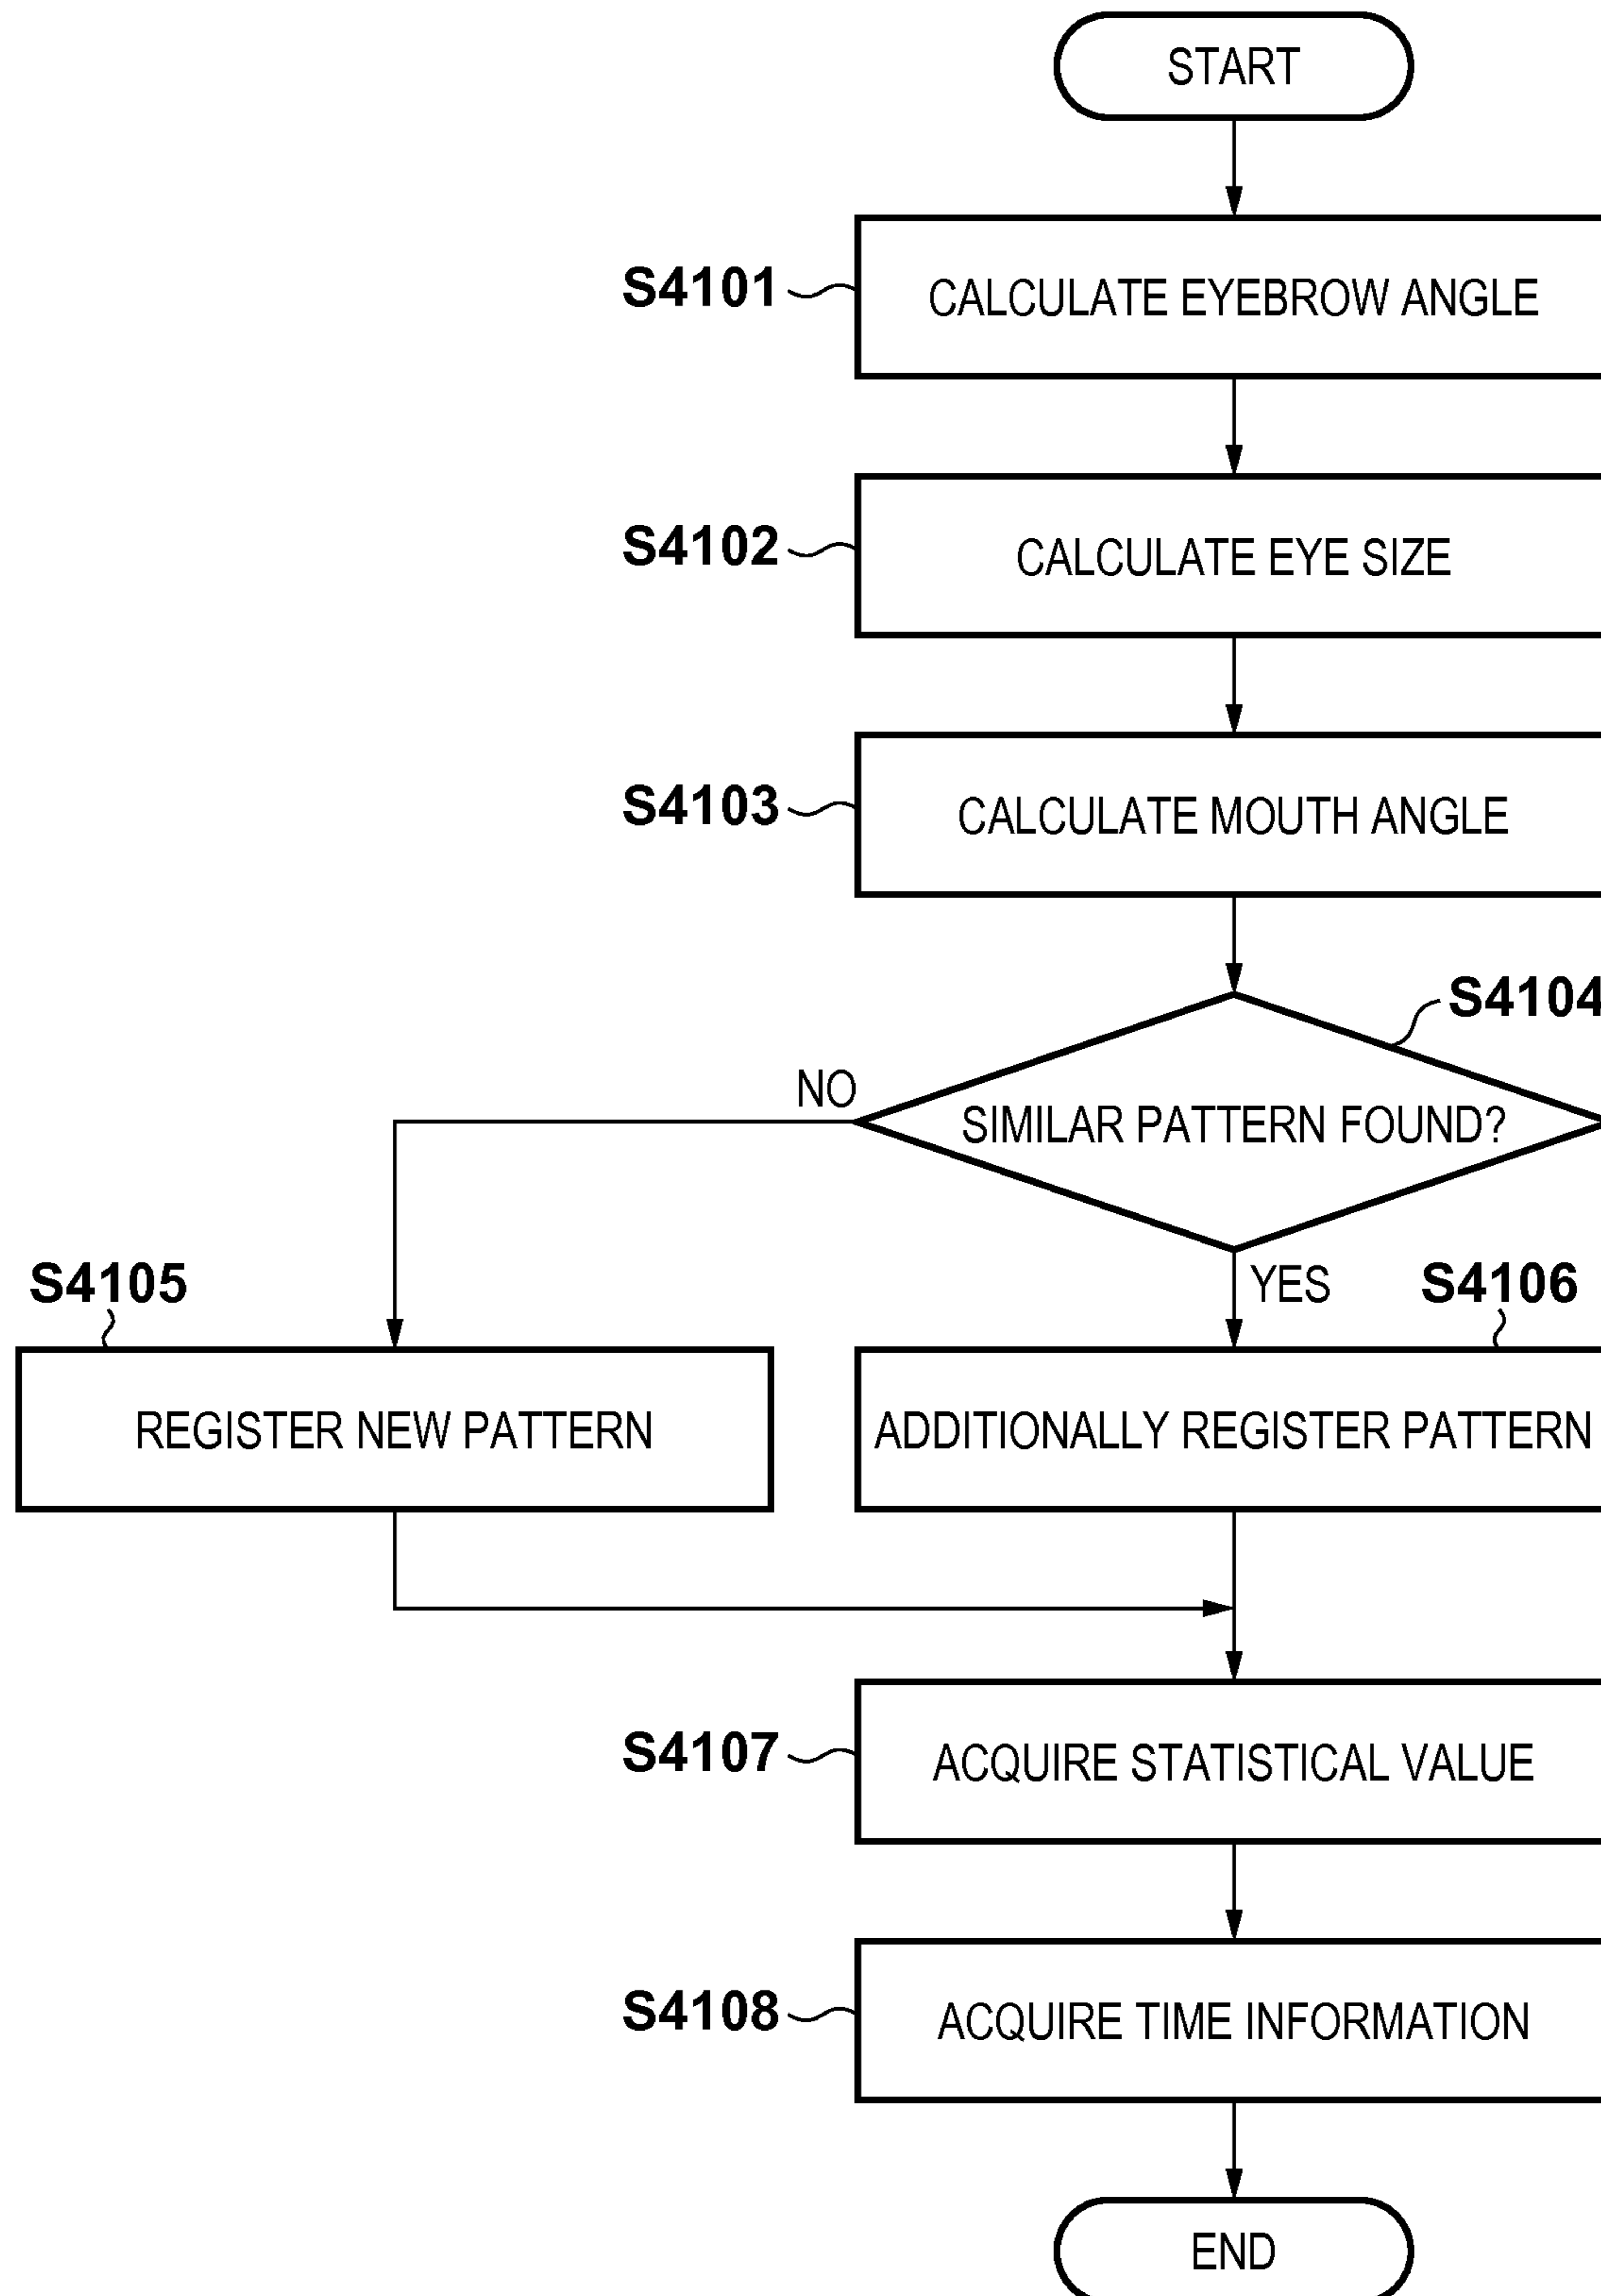 START
S4101
CALCULATE EYEBROW ANGLE
S4102
CALCULATE EYE SIZE
S4103
CALCULATE MOUTH ANGLE
S4104
NO
SIMILAR PATTERN FOUND?
S4105
YES
S4106
REGISTER NEW PATTERN
ADDITIONALLY REGISTER PATTERN
S4107
ACQUIRE STATISTICAL VALUE
S4108
ACQUIRE TIME INFORMATION
END